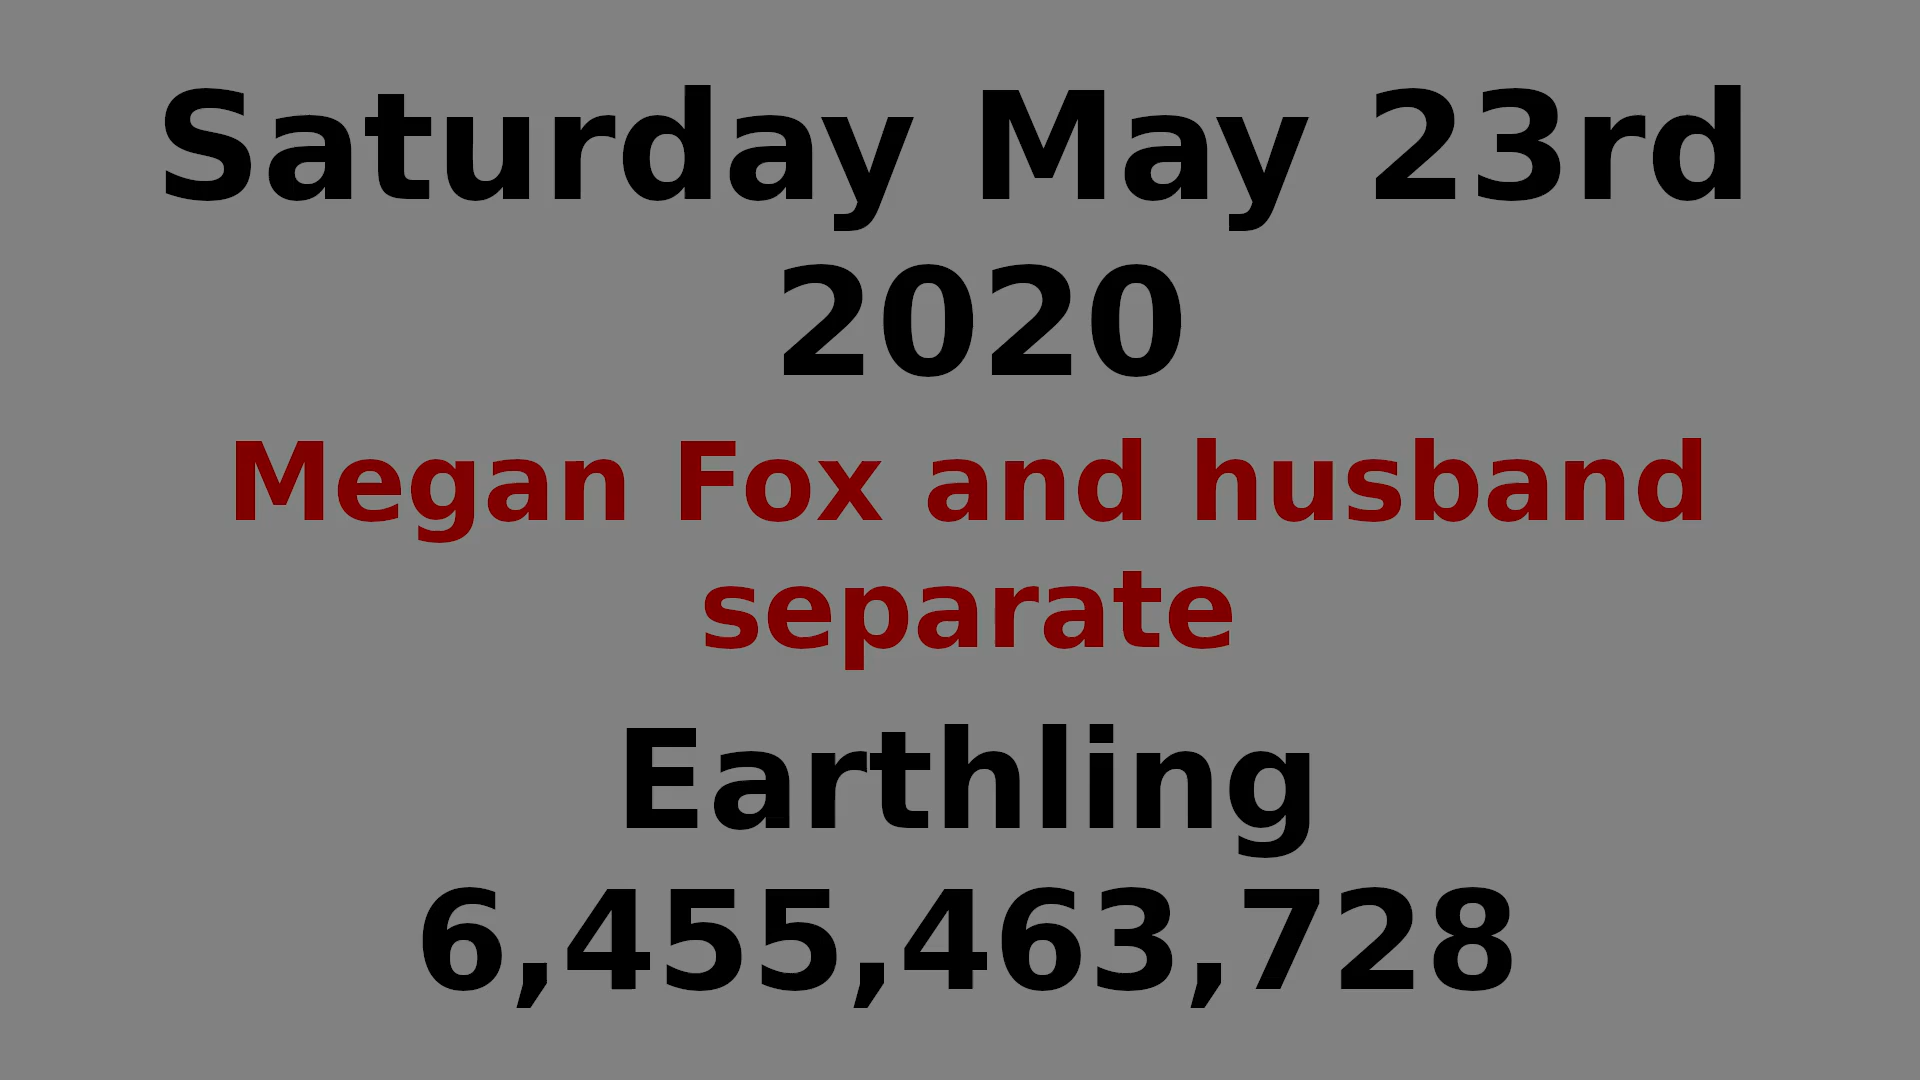 Saturday May 23rd
2020
Megan Fox and husband
separate
Earthling
6,455,463,728